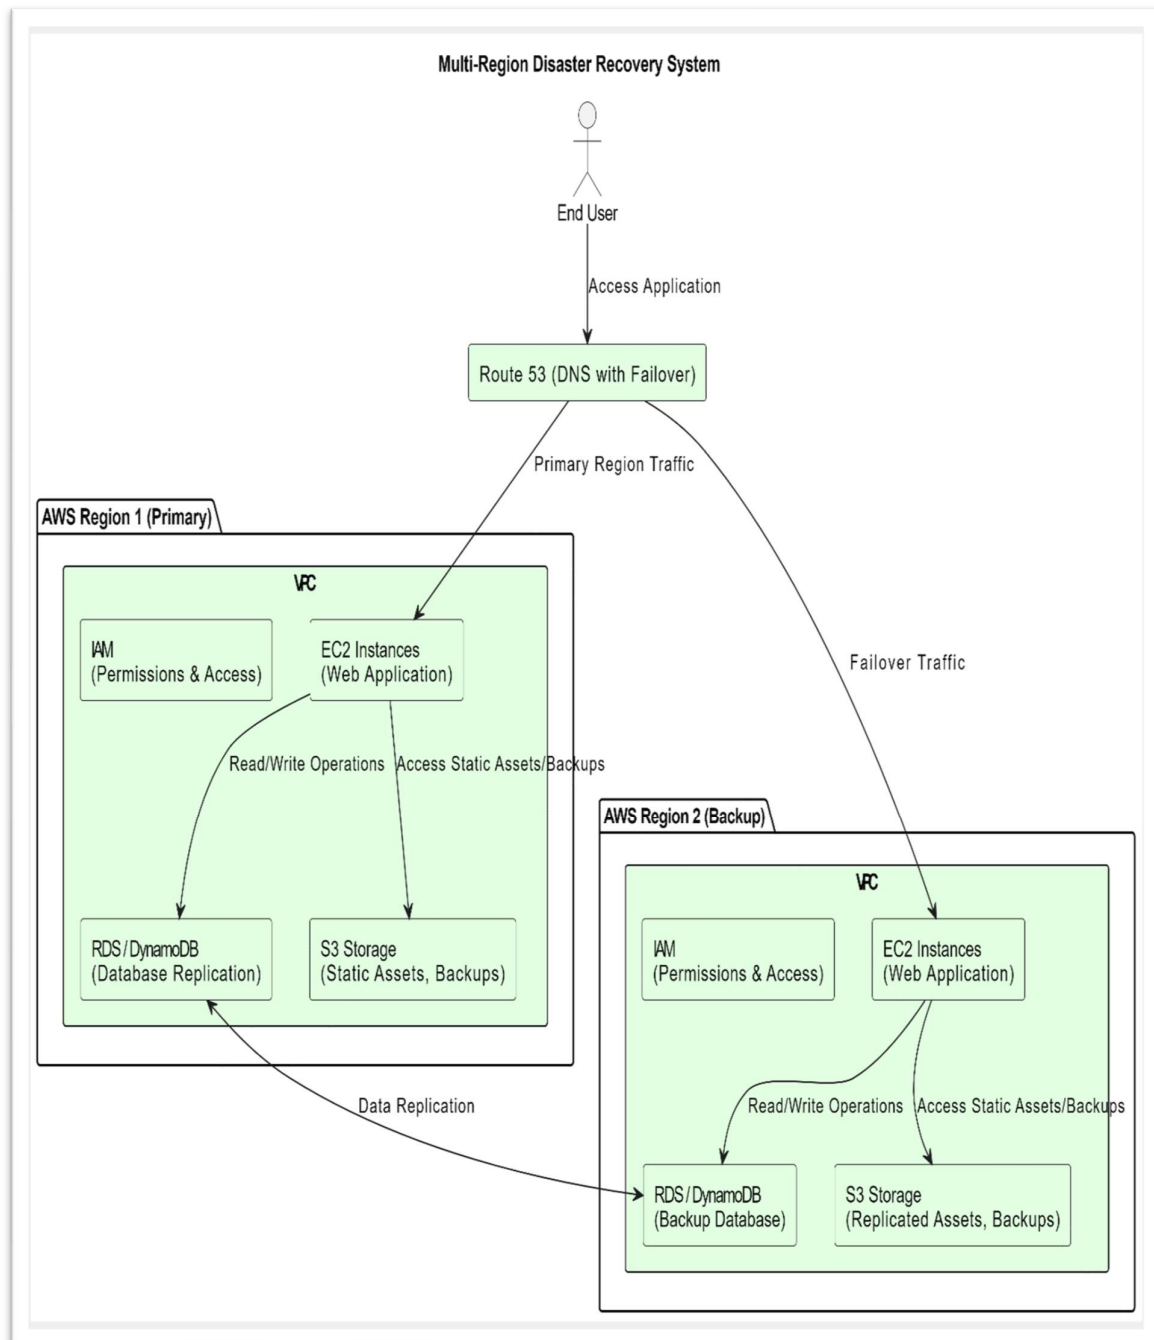 Multi-Region Disaster Recovery System
End User
Access Application
Route 53 (DNS with Failover)
Primary Region Traffic
AWS Region 1 (Primary)
VPC
IAM
(Permissions & Access)
EC2 Instances
(Web Application)
Failover Traffic
Read/Write Operations
Access Static Assets/Backups
AWS Region 2 (Backup)
VPC
RDS / DynamoDB
(Database Replication)
S3 Storage
(Static Assets, Backups)
IAM
(Permissions & Access)
EC2 Instances
(Web Application)
Data Replication
Read/Write Operations
Access Static Assets/Backups
RDS / DynamoDB
(Backup Database)
S3 Storage
(Replicated Assets, Backups)